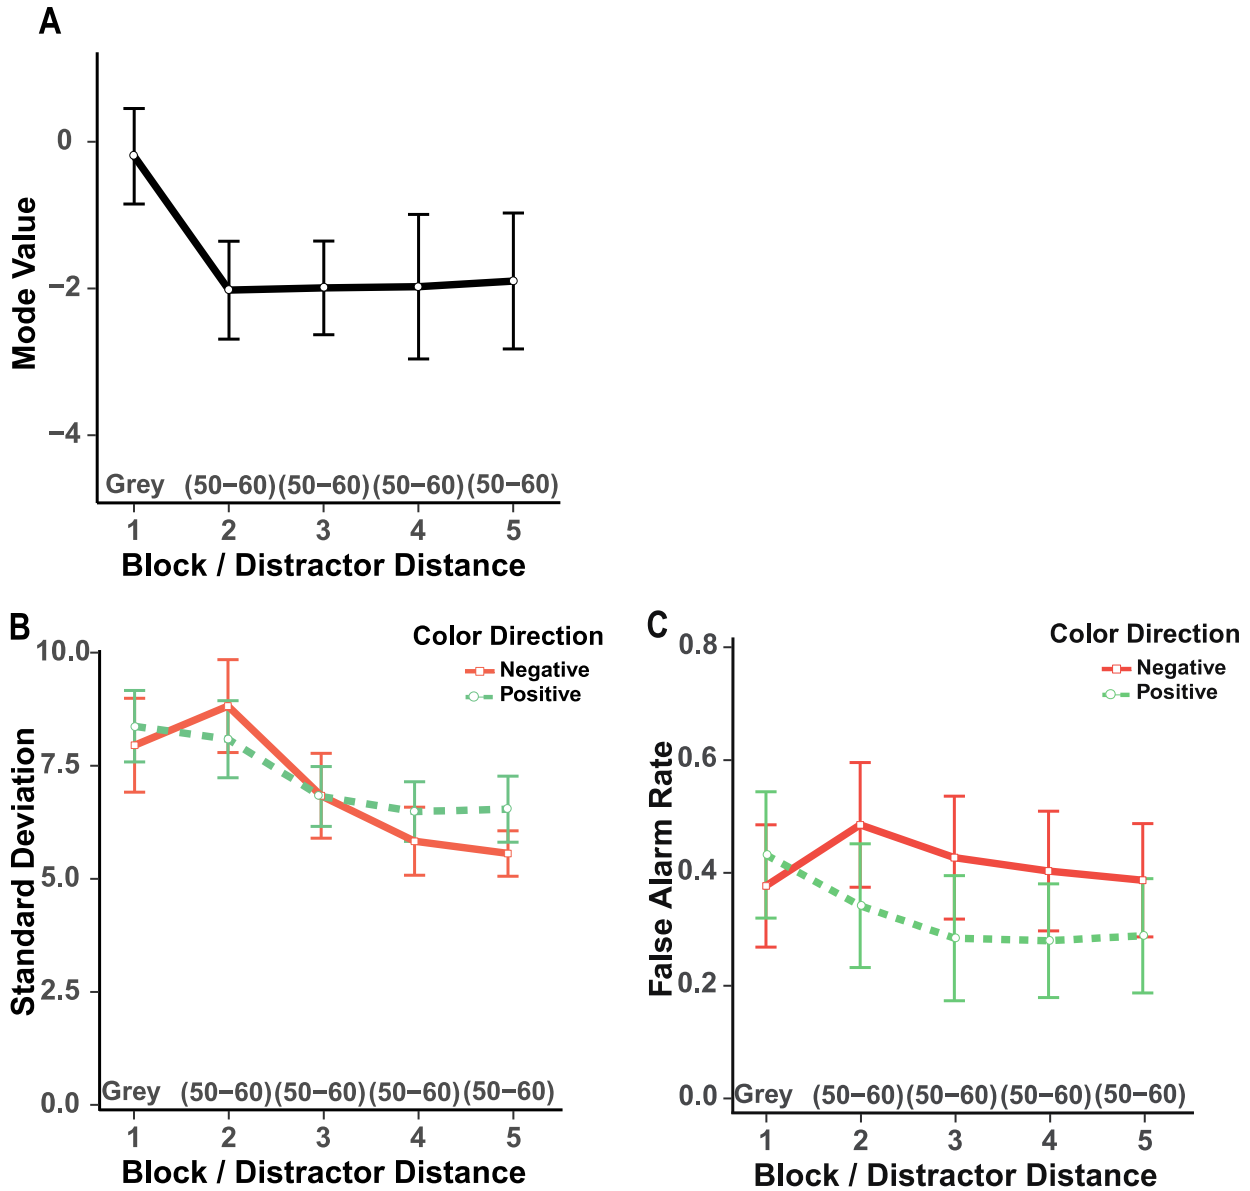 A
Mode Value
0
−2
−4
Grey (50−60) (50−60) (50−60) (50−60)
1 2 3 4 5
Block / Distractor Distance
B
Color Direction
Negative
Positive
Standard Deviation
10.0
7.5
5.0
2.5
0.0
Grey (50−60) (50−60) (50−60) (50−60)
1 2 3 4 5
Block / Distractor Distance
C
Color Direction
Negative
Positive
False Alarm Rate
0.8
0.6
0.4
0.2
0.0
Grey (50−60) (50−60) (50−60) (50−60)
1 2 3 4 5
Block / Distractor Distance